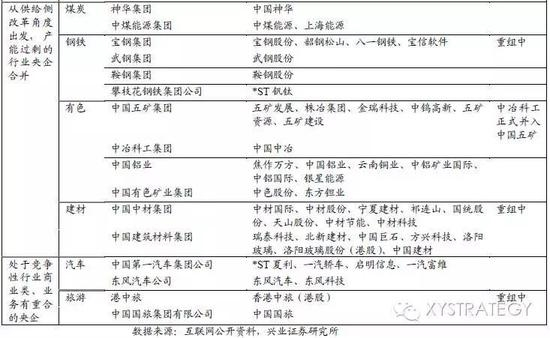 从供给侧改革角度出发，产能过剩的行业央企合并
煤炭 神华集团 中国神华
中煤能源集团 中煤能源、上海能源
钢铁 宝钢集团 宝钢股份、韶钢松山、八一钢铁、宝信软件 重组中
武钢集团 武钢股份
鞍钢集团 鞍钢股份
攀枝花钢铁集团公司 *ST钒钛
有色 中国五矿集团 五矿发展、株冶集团、金瑞科技、中钨高新、五矿资源、五矿建设 中冶科工正式并入中国五矿
中冶科工集团 中国中冶
中国铝业 焦作万方、中国铝业、云南铜业、中铝矿业国际、中铝国际、银星能源
中国有色矿业集团 中色股份、东方钽业
建材 中国中材集团 中材国际、中材股份、宁夏建材、祁连山、国统股份、天山股份、中材节能、中材科技 重组中
中国建筑材料集团 瑞泰科技、北新建材、中国巨石、方兴科技、洛阳玻璃、洛阳玻璃股份（港股）、中国建材
处于竞争性行业商业类、业务有重合的央企
汽车 中国第一汽车集团公司 *ST夏利、一汽轿车、启明信息、一汽富维
东风汽车公司 东风汽车、东风科技
旅游 港中旅 香港中旅（港股） 重组中
中国国旅集团有限公司 中国国旅
数据来源：互联网公开资料，兴业证券研究所
XYSTRATEGY